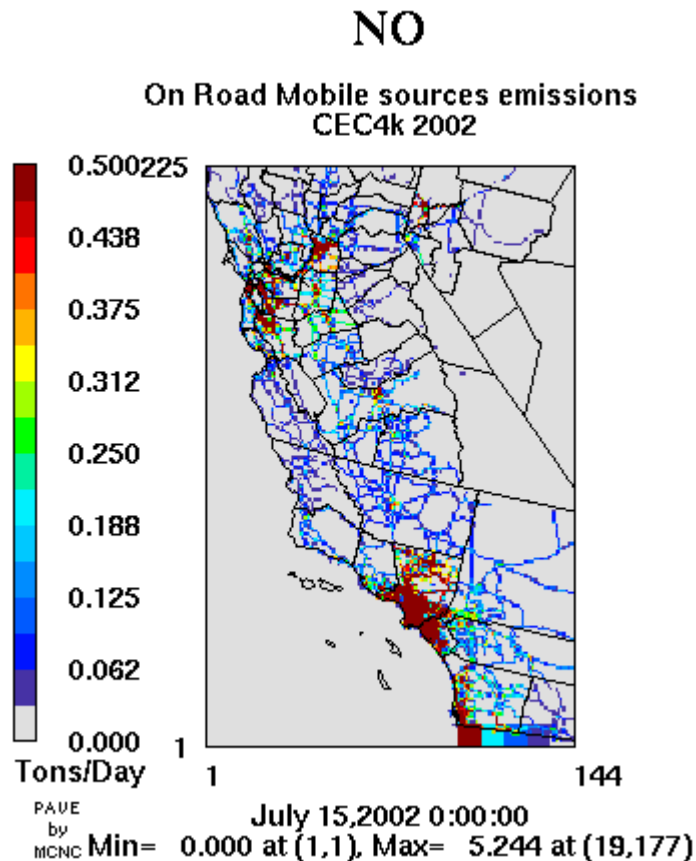 NO
On Road Mobile sources emissions
CEC4k 2002
0.500
0.438
0.375
0.312
0.250
0.188
0.125
0.062
0.000
Tons/Day
225
1
1 144
PAVE
by
MCNC
July 15,2002 0:00:00
Min= 0.000 at (1,1), Max= 5.244 at (19,177)